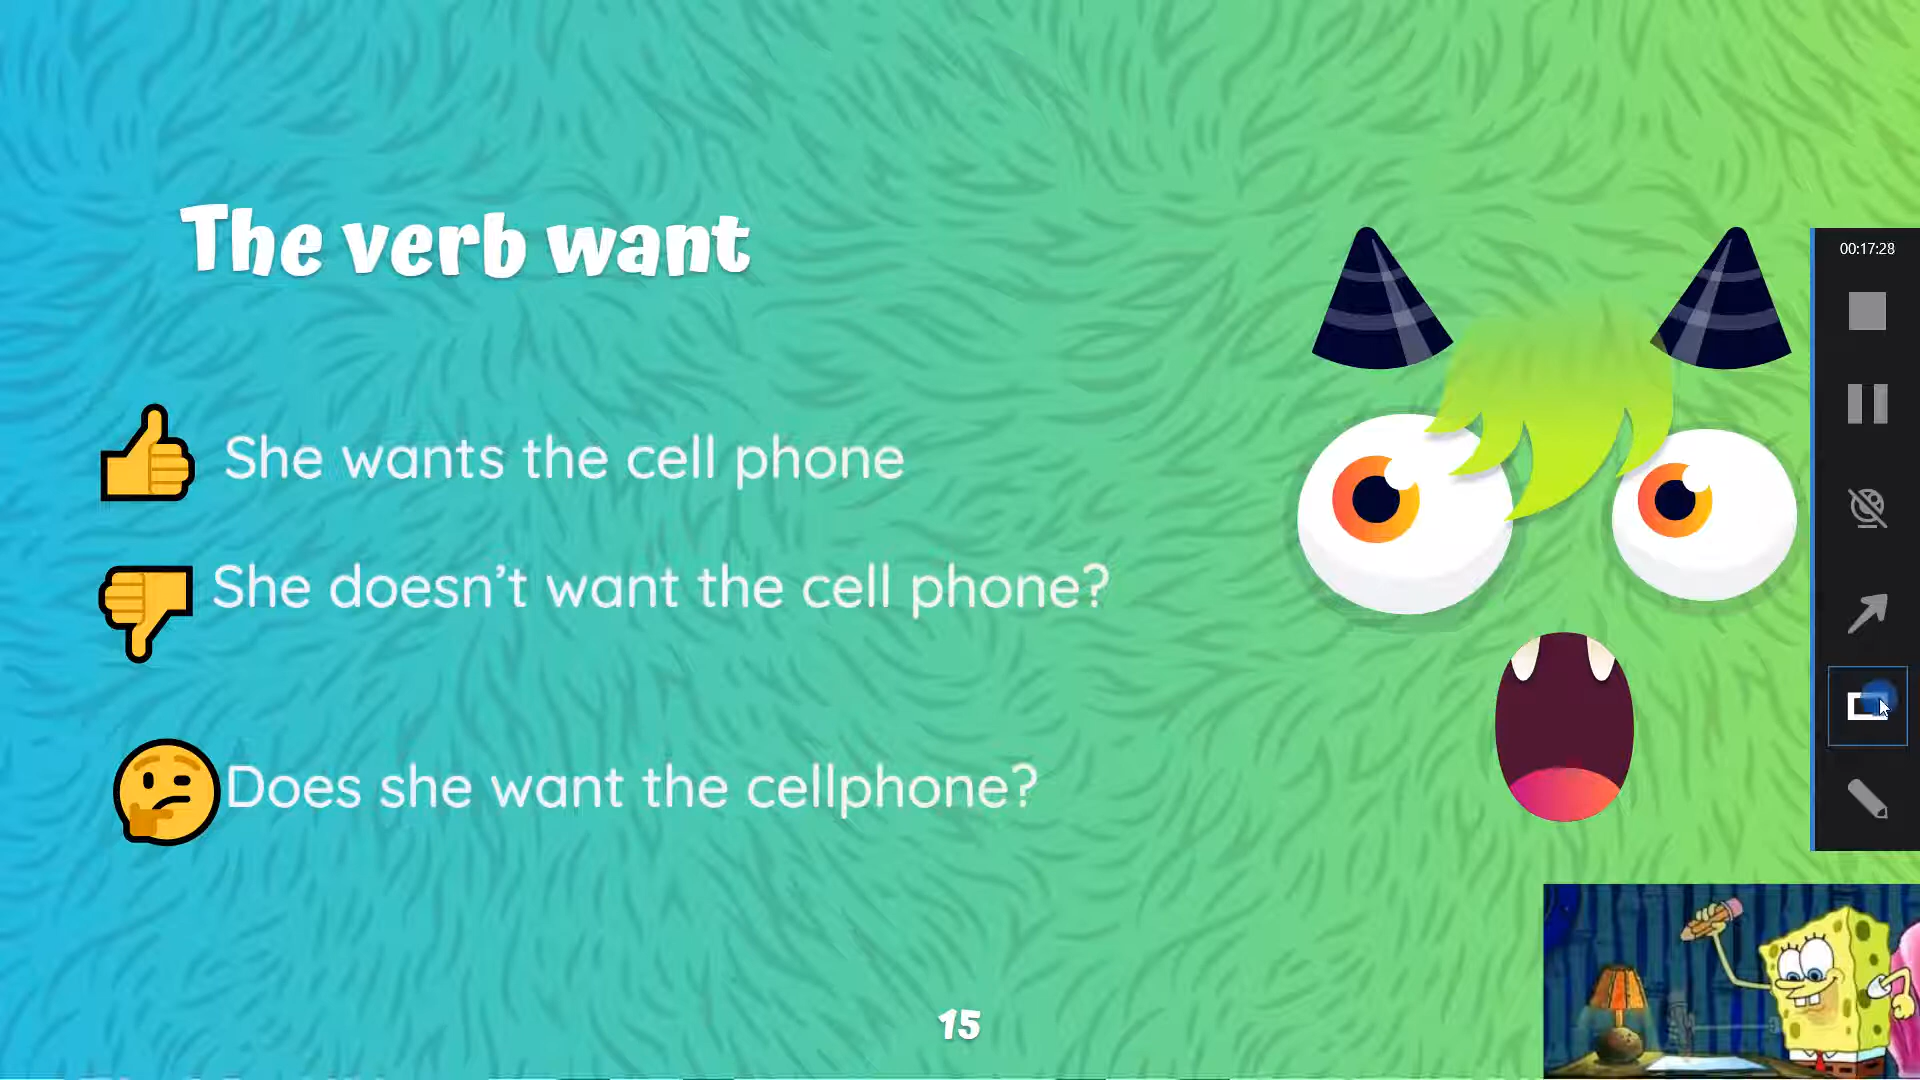 The verb want
00:17:28
She wants the cell phone
She doesn’t want the cell phone?
Does she want the cellphone?
15